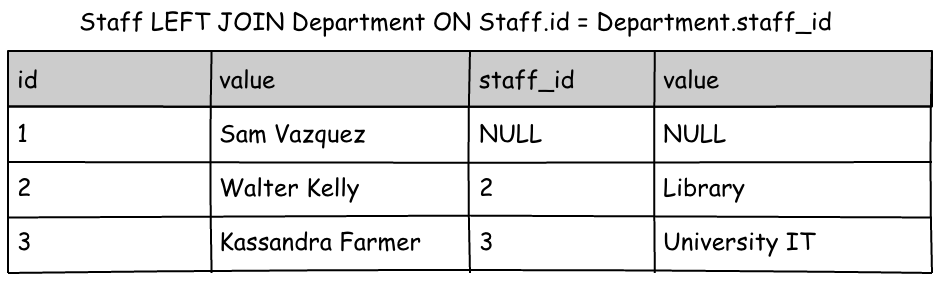 Staff LEFT JOIN Department ON Staff.id = Department.staff_id
id value staff_id value
1 Sam Vazquez NULL NULL
2 Walter Kelly 2 Library
3 Kassandra Farmer 3 University IT